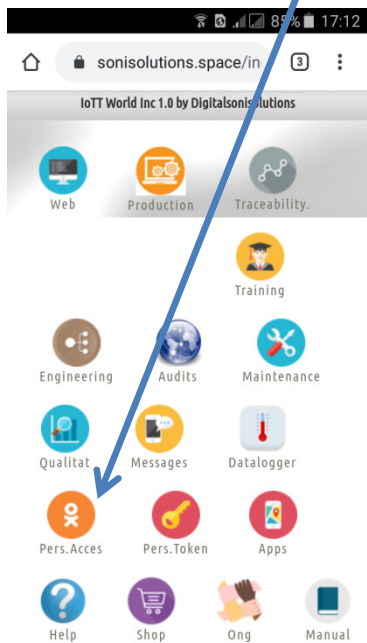 85% 17:12
sonisolutions.space/in 3
IoTT World Inc 1.0 by Digitalsonisolutions
Web Production Traceability.
Training
Engineering Audits Maintenance
Qualitat Messages Datalogger
Pers.Acces Pers.Token Apps
Help Shop Ong Manual